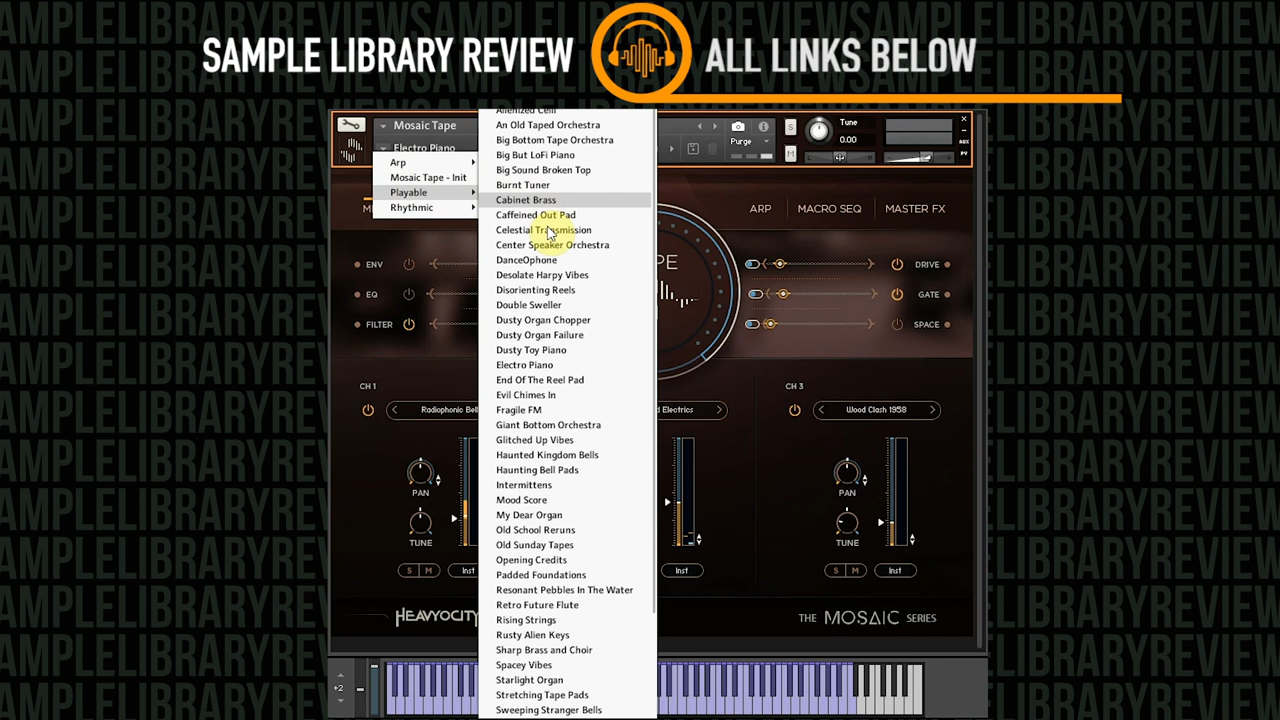 SAMPLE LIBRARY REVIEW
ALL LINKS BELOW
Mosaic Tape
Electro Piano
Purge
S
M
Tune
0.00
AUX
PV
Arp
Mosaic Tape - Init
Playable
Rhythmic
An Old Taped Orchestra
Big Bottom Tape Orchestra
Big But LoFi Piano
Big Sound Broken Top
Burnt Tuner
Cabinet Brass
Caffeined Out Pad
Celestial Transmission
Center Speaker Orchestra
DanceOphone
Desolate Harpy Vibes
Disorienting Reels
Double Sweller
Dusty Organ Chopper
Dusty Organ Failure
Dusty Toy Piano
Electro Piano
End Of The Reel Pad
Evil Chimes In
Fragile FM
Giant Bottom Orchestra
Glitched Up Vibes
Haunted Kingdom Bells
Haunting Bell Pads
Intermittens
Mood Score
My Dear Organ
Old School Reruns
Old Sunday Tapes
Opening Credits
Padded Foundations
Resonant Pebbles In The Water
Retro Future Flute
Rising Strings
Rusty Alien Keys
Sharp Brass and Choir
Spacey Vibes
Starlight Organ
Stretching Tape Pads
Sweeping Stranger Bells
ARP
MACRO SEQ
MASTER FX
ENV
EQ
FILTER
DRIVE
GATE
SPACE
CH 1
Radiophonic Bell
PAN
TUNE
S M
Inst
d Electrics
Inst
CH 3
Wood Clash 1958
PAN
TUNE
S M
Inst
HEAVYOCITY
THE MOSAIC SERIES
+2